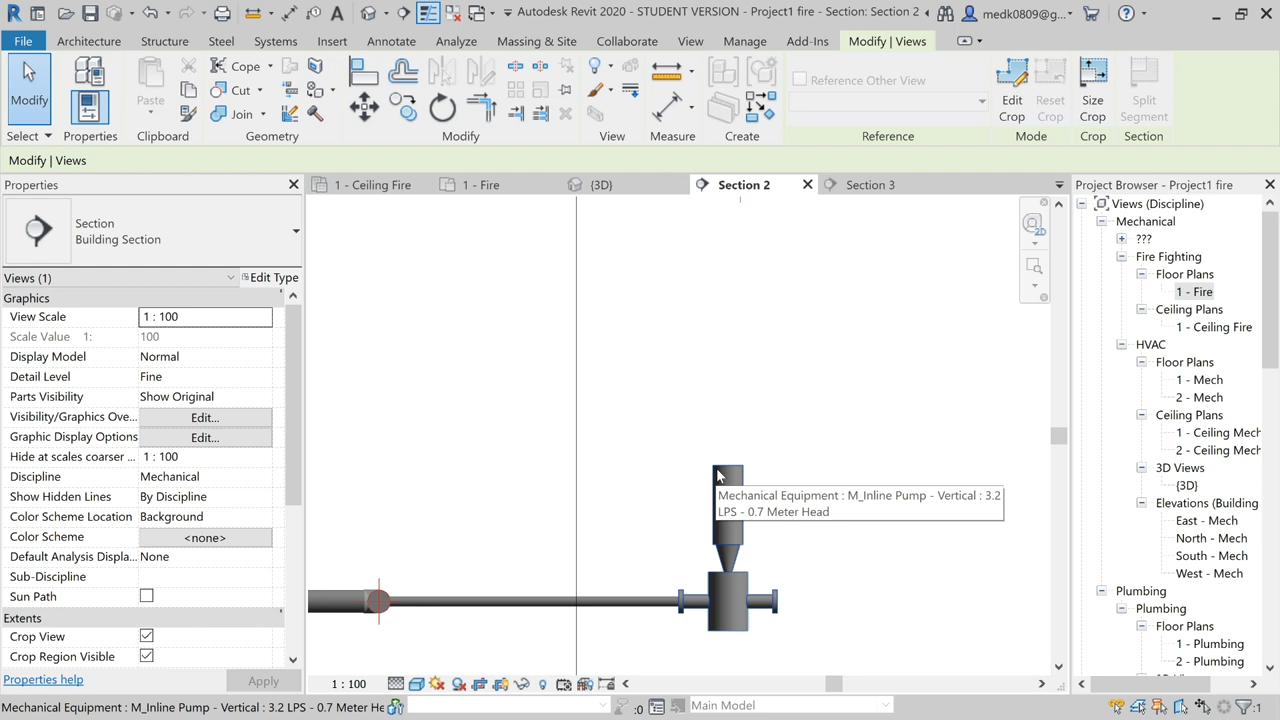 Autodesk Revit 2020 - STUDENT VERSION - Project1 fire - Section: Section 2
medk0809@g...
File Architecture Structure Steel Systems Insert Annotate Analyze Massing & Site Collaborate View Manage Add-Ins Modify | Views
Modify
Paste
Cope
Cut
Join
Reference Other View
Edit Crop
Reset Crop
Size Crop
Split Segment
Select Properties Clipboard Geometry Modify View Measure Create Reference Mode Crop Section
Modify | Views
Properties
Section
Building Section
Views (1) Edit Type
Graphics
View Scale 1 : 100
Scale Value 1: 100
Display Model Normal
Detail Level Fine
Parts Visibility Show Original
Visibility/Graphics Ove... Edit...
Graphic Display Options Edit...
Hide at scales coarser ... 1 : 100
Discipline Mechanical
Show Hidden Lines By Discipline
Color Scheme Location Background
Color Scheme <none>
Default Analysis Displa... None
Sub-Discipline
Sun Path
Extents
Crop View
Crop Region Visible
Properties help Apply
1 - Ceiling Fire 1 - Fire {3D} Section 2 Section 3
2D
Mechanical Equipment : M_Inline Pump - Vertical : 3.2
LPS - 0.7 Meter Head
1 : 100
Project Browser - Project1 fire
Views (Discipline)
Mechanical
???
Fire Fighting
Floor Plans
1 - Fire
Ceiling Plans
1 - Ceiling Fire
HVAC
Floor Plans
1 - Mech
2 - Mech
Ceiling Plans
1 - Ceiling Mech
2 - Ceiling Mech
3D Views
{3D}
Elevations (Building
East - Mech
North - Mech
South - Mech
West - Mech
Plumbing
Plumbing
Floor Plans
1 - Plumbing
2 - Plumbing
Mechanical Equipment : M_Inline Pump - Vertical : 3.2 LPS - 0.7 Meter He
:0
Main Model
:1